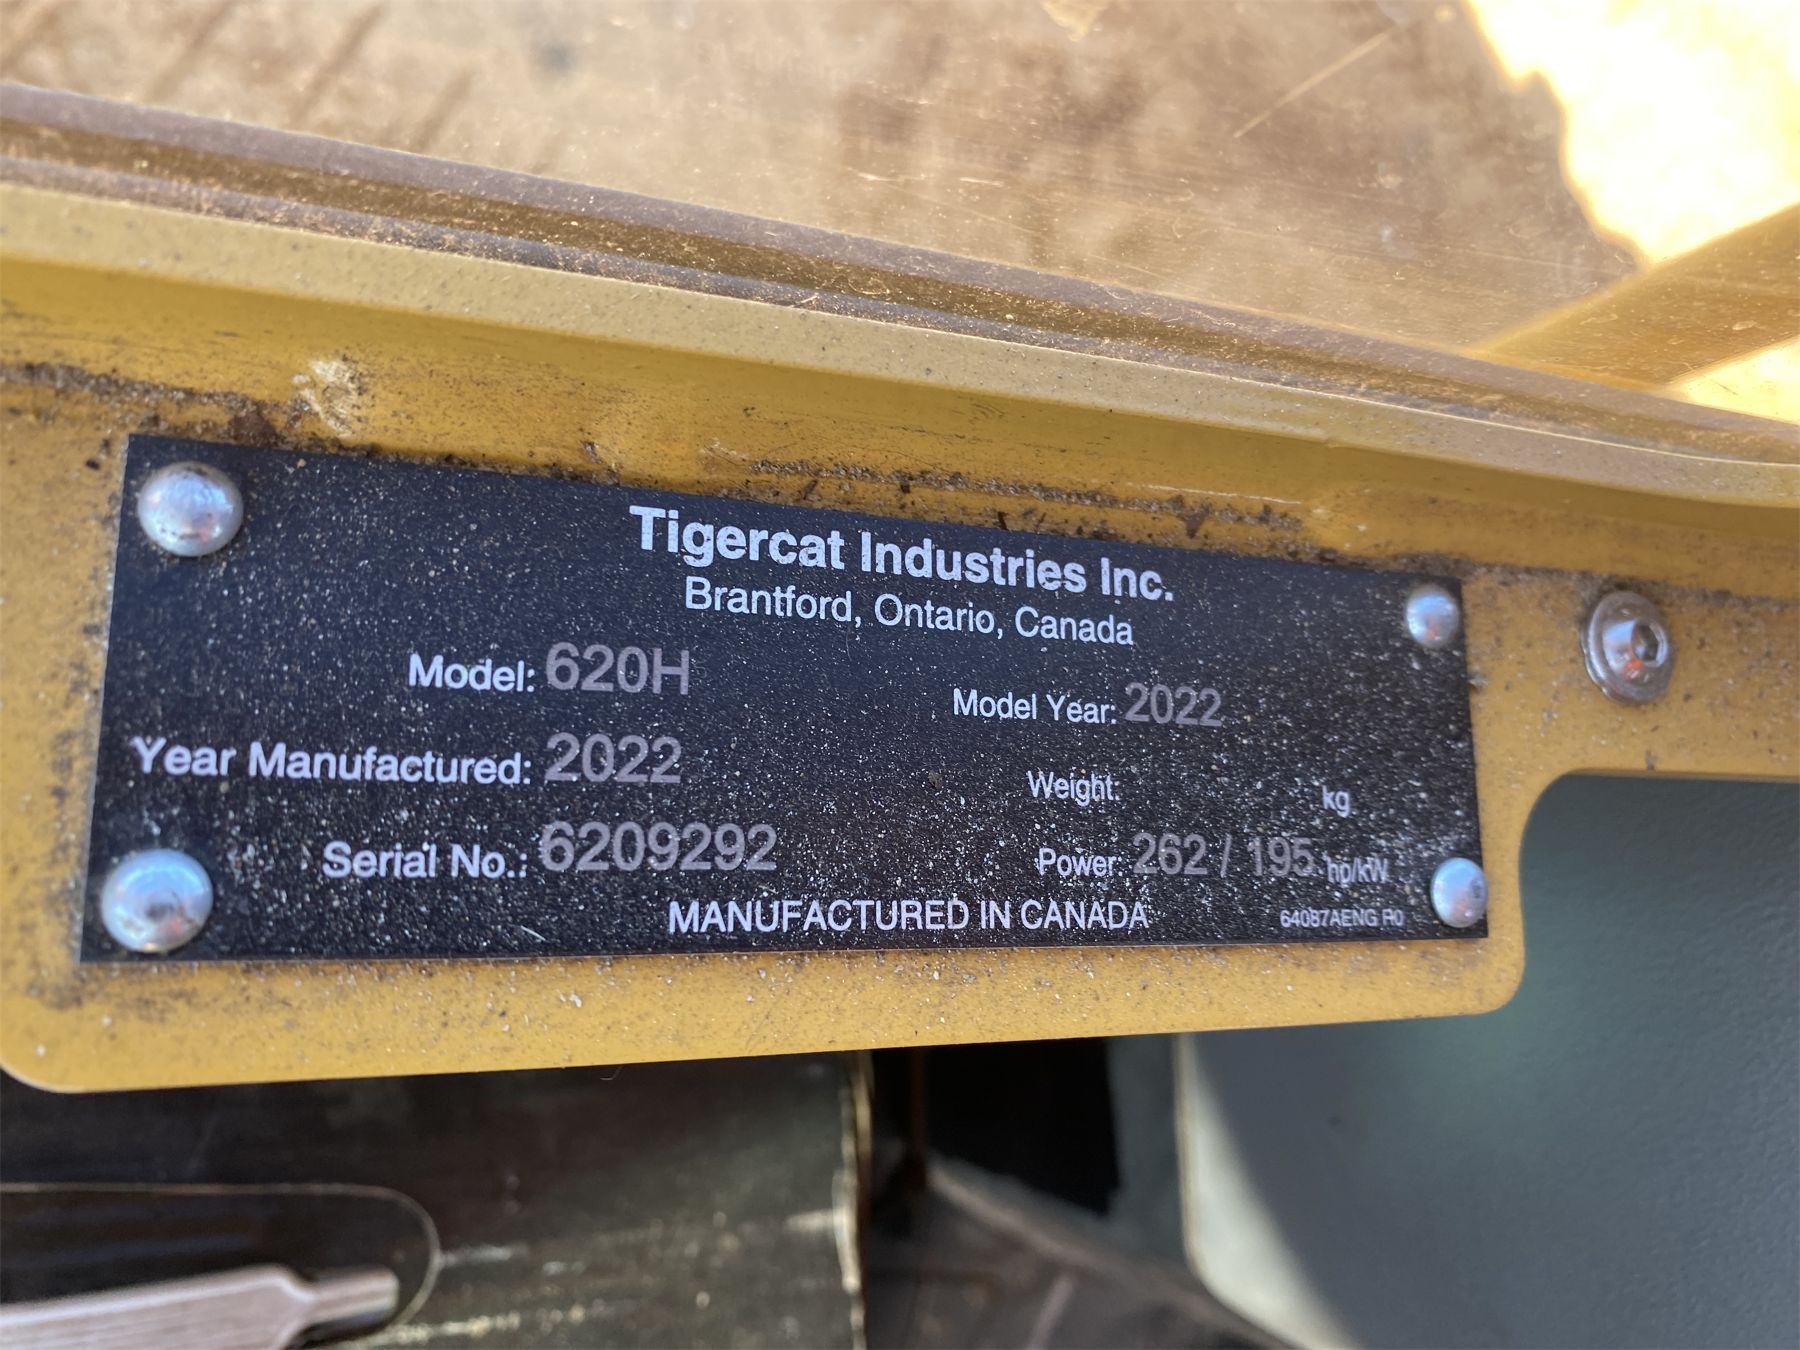 Tigercat Industries Inc.
Brantford, Ontario, Canada
Model: 620H
Model Year: 2022
Year Manufactured: 2022
Weight: kg
Serial No.: 6209292
Power: 262 / 195 hp/kW
MANUFACTURED IN CANADA
64087AENG R0